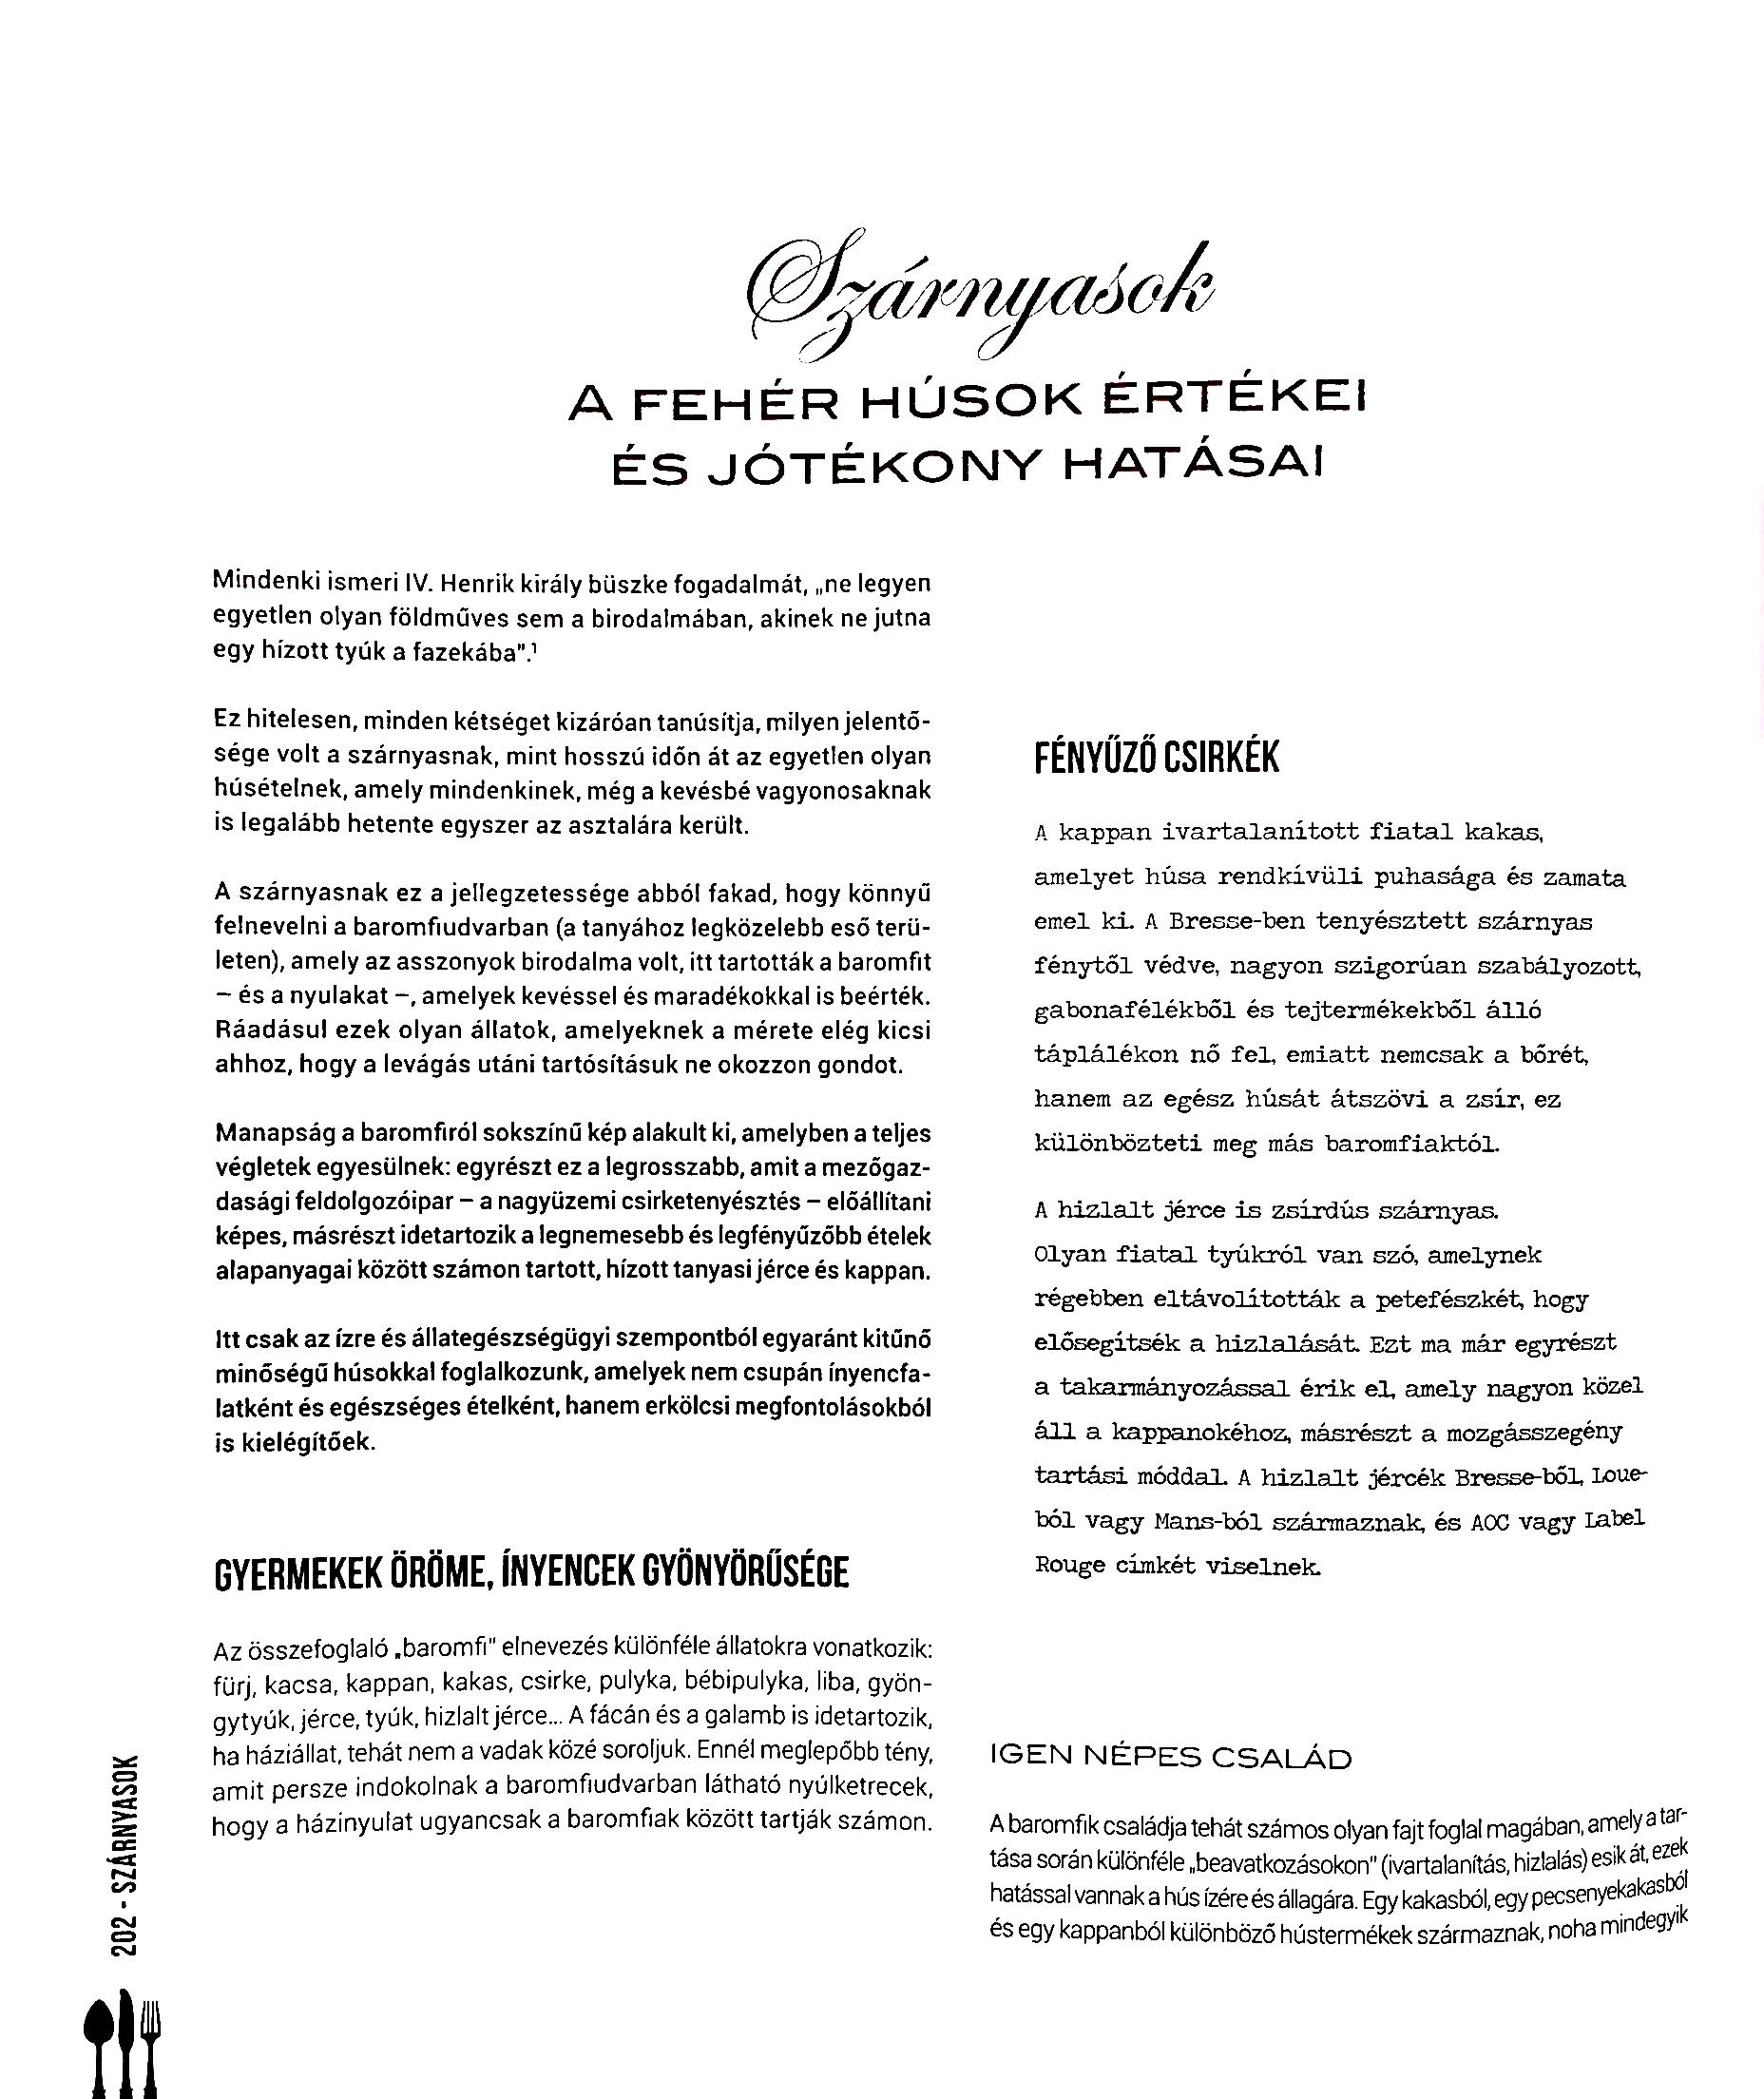 Szárnyasok
A FEHÉR HÚSOK ÉRTÉKEI
ÉS JÓTÉKONY HATÁSAI
Mindenki ismeri IV. Henrik király büszke fogadalmát, „ne legyen
egyetlen olyan földműves sem a birodalmában, akinek ne jutna
egy hízott tyúk a fazekába".¹
Ez hitelesen, minden kétséget kizáróan tanúsítja, milyen jelentő-
sége volt a szárnyasnak, mint hosszú időn át az egyetlen olyan
húsételnek, amely mindenkinek, még a kevésbé vagyonosaknak
is legalább hetente egyszer az asztalára került.
A szárnyasnak ez a jellegzetessége abból fakad, hogy könnyű
felnevelni a baromfiudvarban (a tanyához legközelebb eső terü-
leten), amely az asszonyok birodalma volt, itt tartották a baromfit
– és a nyulakat –, amelyek kevéssel és maradékokkal is beérték.
Ráadásul ezek olyan állatok, amelyeknek a mérete elég kicsi
ahhoz, hogy a levágás utáni tartósításuk ne okozzon gondot.
Manapság a baromfiról sokszínű kép alakult ki, amelyben a teljes
végletek egyesülnek: egyrészt ez a legrosszabb, amit a mezőgaz-
dasági feldolgozóipar – a nagyüzemi csirketenyésztés – előállítani
képes, másrészt idetartozik a legnemesebb és legfényűzőbb ételek
alapanyagai között számon tartott, hízott tanyasi jérce és kappan.
Itt csak az ízre és állategészségügyi szempontból egyaránt kitűnő
minőségű húsokkal foglalkozunk, amelyek nem csupán ínyencfa-
latként és egészséges ételként, hanem erkölcsi megfontolásokból
is kielégítőek.
GYERMEKEK ÖRÖME, ÍNYENCEK GYÖNYÖRŰSÉGE
Az összefoglaló „baromfi" elnevezés különféle állatokra vonatkozik:
fürj, kacsa, kappan, kakas, csirke, pulyka, bébipulyka, liba, gyön-
gytyúk, jérce, tyúk, hizlalt jérce... A fácán és a galamb is idetartozik,
ha háziállat, tehát nem a vadak közé soroljuk. Ennél meglepőbb tény,
amit persze indokolnak a baromfiudvarban látható nyúlketrecek,
hogy a házinyulat ugyancsak a baromfiak között tartják számon.
FÉNYŰZŐ CSIRKÉK
A kappan ivartalanított fiatal kakas,
amelyet húsa rendkívüli puhasága és zamata
emel ki. A Bresse-ben tenyésztett szárnyas
fénytől védve, nagyon szigorúan szabályozott,
gabonafélékből és tejtermékekből álló
táplálékon nő fel, emiatt nemcsak a bőrét,
hanem az egész húsát átszövi a zsír, ez
különbözteti meg más baromfiaktól.
A hizlalt jérce is zsírdús szárnyas.
Olyan fiatal tyúkról van szó, amelynek
régebben eltávolították a petefészkét, hogy
elősegítsék a hizlalását. Ezt ma már egyrészt
a takarmányozással érik el, amely nagyon közel
áll a kappanokéhoz, másrészt a mozgásszegény
tartási móddal. A hizlalt jércék Bresse-ből, Loue-
ból vagy Mans-ból származnak, és AOC vagy Label
Rouge címkét viselnek.
IGEN NÉPES CSALÁD
A baromfik családja tehát számos olyan fajt foglal magában, amely a tar-
tása során különféle „beavatkozásokon" (ivartalanítás, hizlalás) esik át, ezek
hatással vannak a hús ízére és állagára. Egy kakasból, egy pecsenyekakasból
és egy kappanból különböző hústermékek származnak, noha mindegyik
202 - SZÁRNYASOK